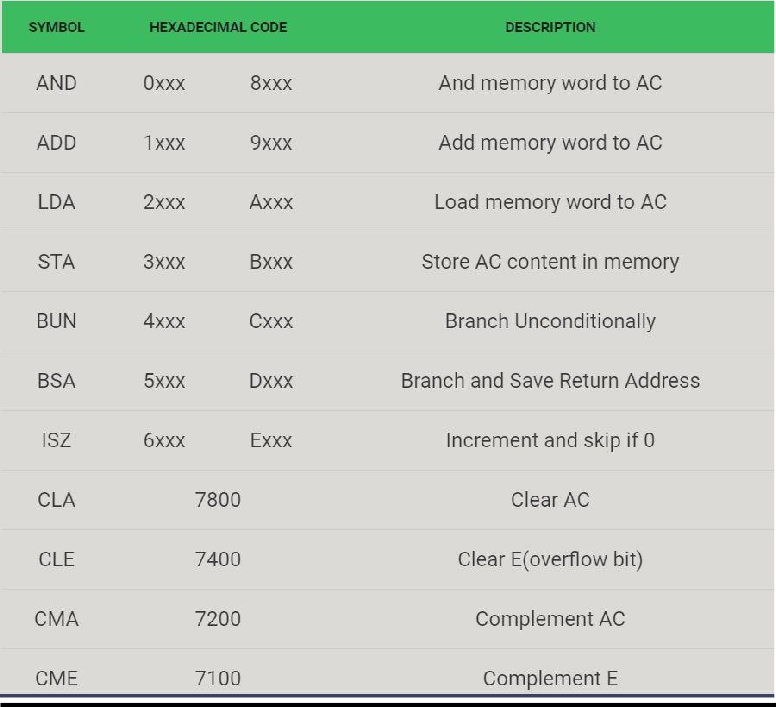 SYMBOL HEXADECIMAL CODE DESCRIPTION
AND 0xxx 8xxx And memory word to AC
ADD 1xxx 9xxx Add memory word to AC
LDA 2xxx Axxx Load memory word to AC
STA 3xxx Bxxx Store AC content in memory
BUN 4xxx Cxxx Branch Unconditionally
BSA 5xxx Dxxx Branch and Save Return Address
ISZ 6xxx Exxx Increment and skip if 0
CLA 7800 Clear AC
CLE 7400 Clear E(overflow bit)
CMA 7200 Complement AC
CME 7100 Complement E